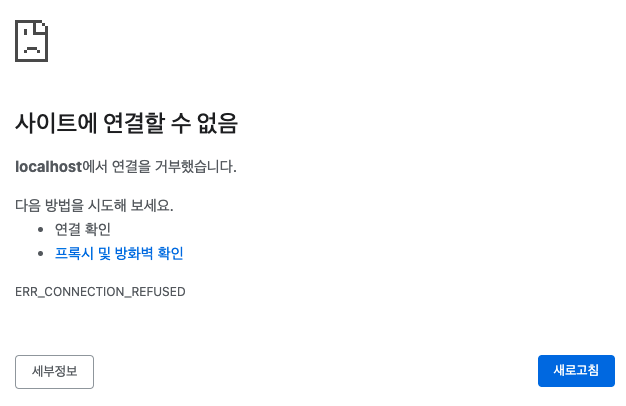 사이트에 연결할 수 없음
localhost에서 연결을 거부했습니다.
다음 방법을 시도해 보세요.
연결 확인
프록시 및 방화벽 확인
ERR_CONNECTION_REFUSED
세부정보
새로고침